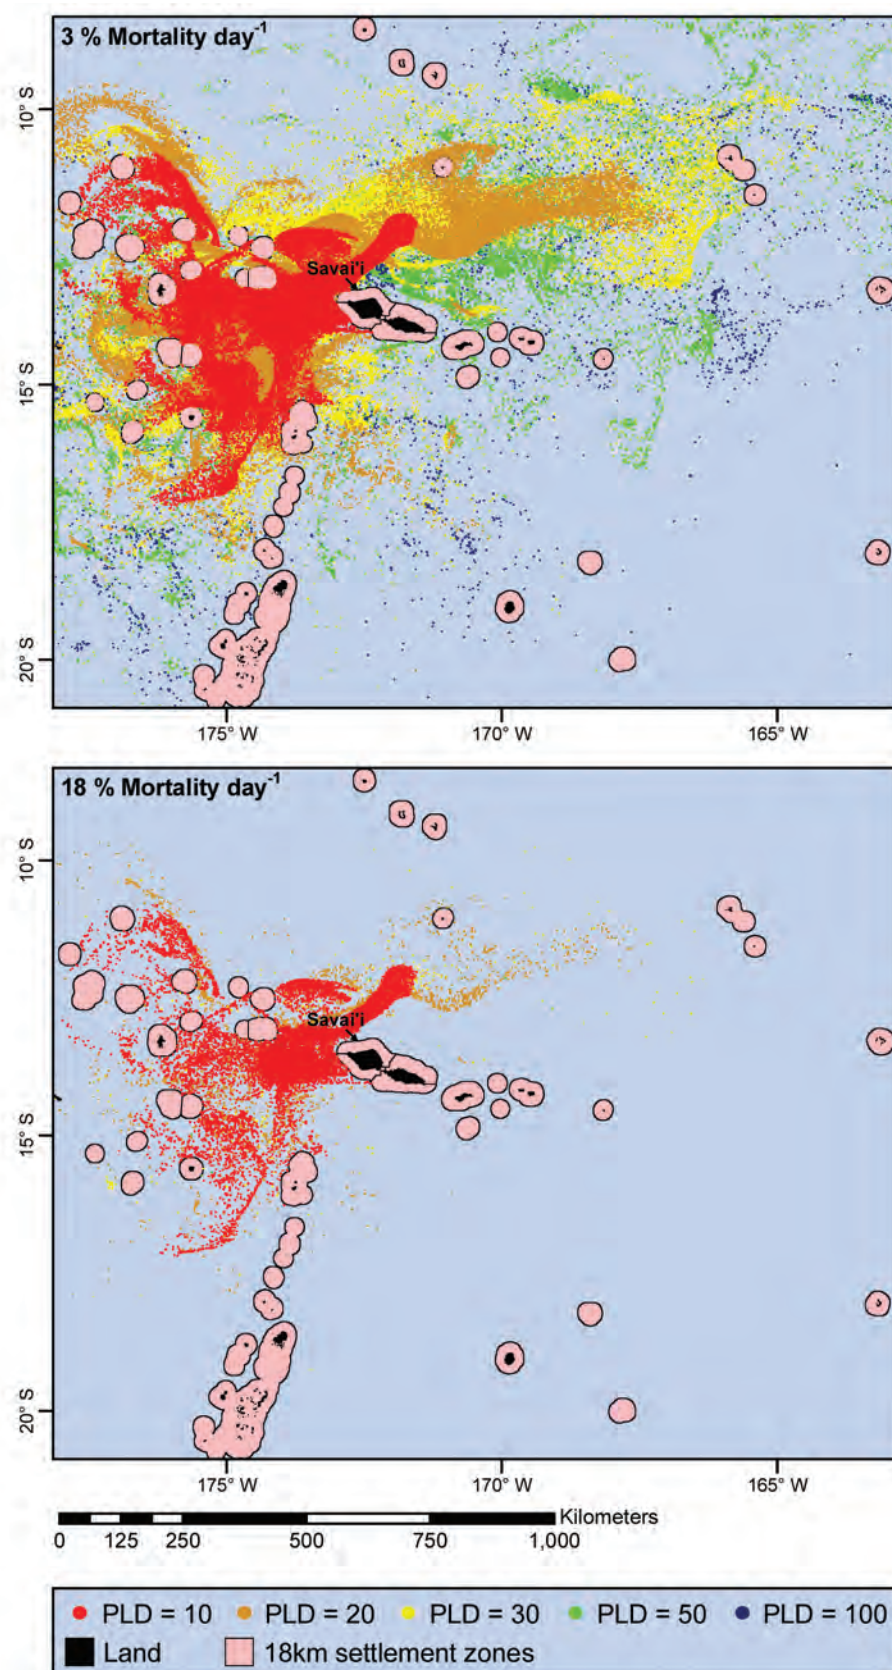 3 % Mortality day-1
10° S
15° S
20° S
Savai'i
175° W
170° W
165° W
18 % Mortality day-1
10° S
15° S
20° S
Savai'i
175° W
170° W
165° W
Kilometers
0 125 250 500 750 1,000
PLD = 10 PLD = 20 PLD = 30 PLD = 50 PLD = 100
Land 18km settlement zones